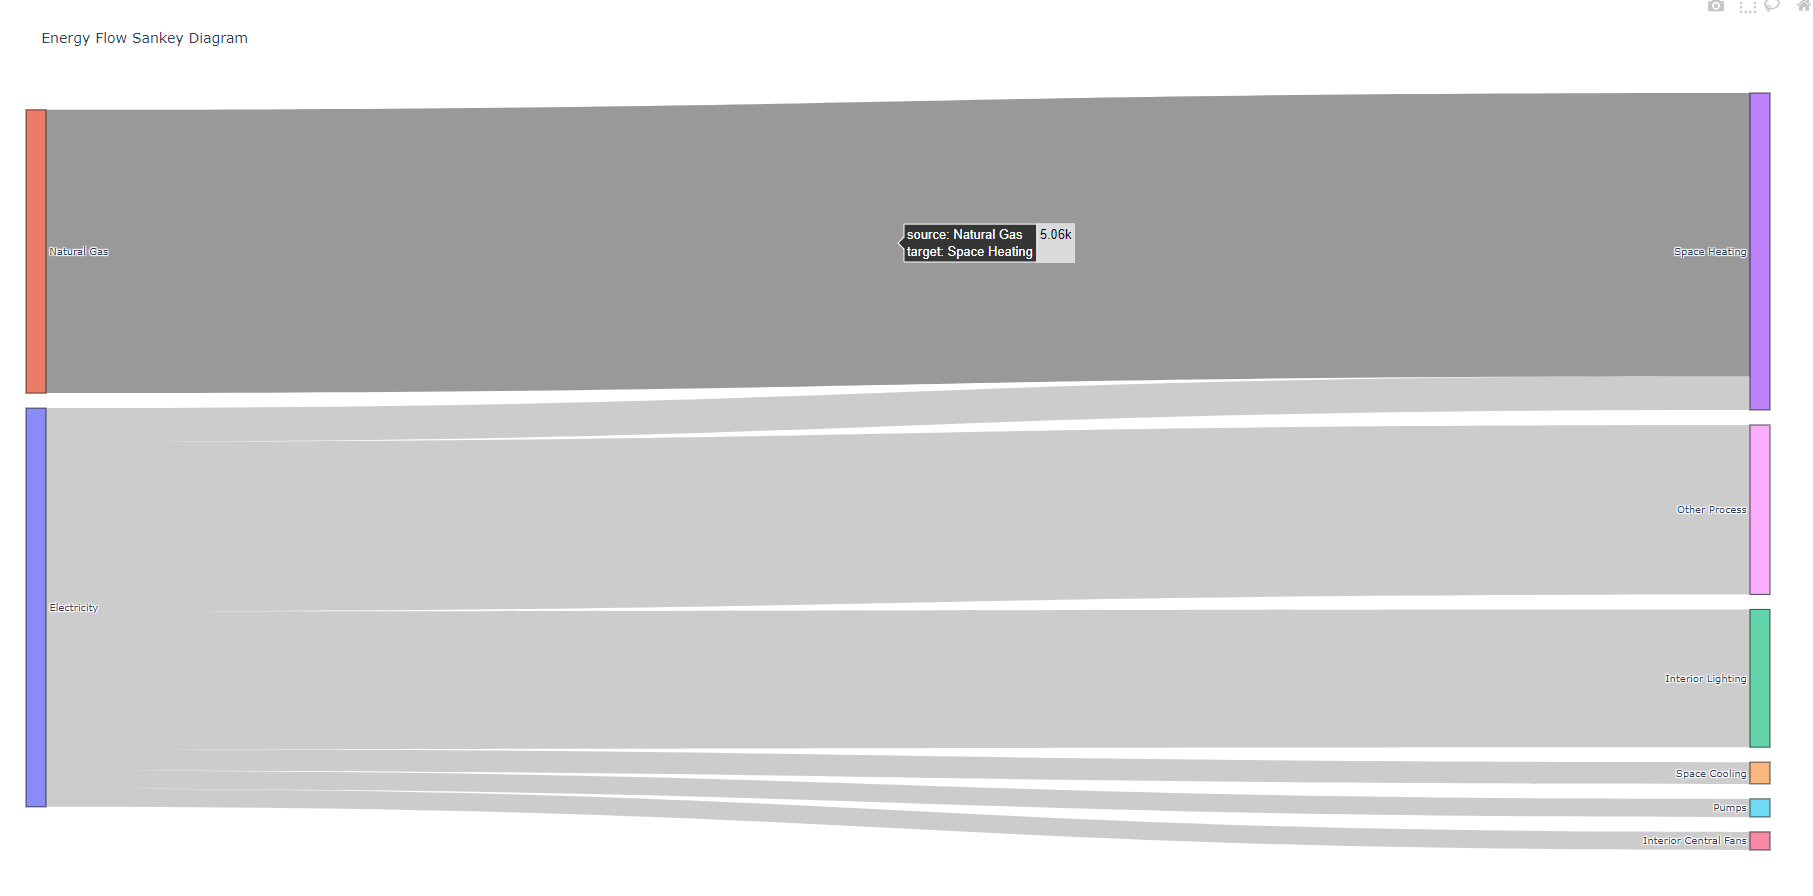 Energy Flow Sankey Diagram
source: Natural Gas 5.06k
target: Space Heating
Natural Gas
Space Heating
Other Process
Electricity
Interior Lighting
Space Cooling
Pumps
Interior Central Fans